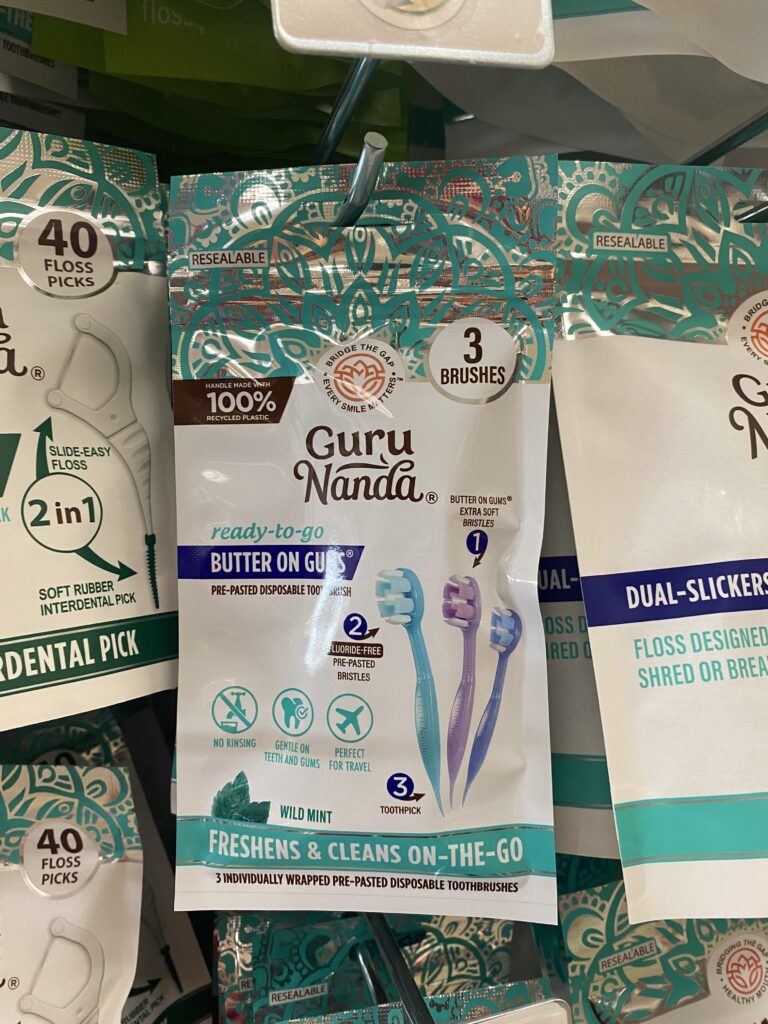 TOOTHBRUSHES
RESEALABLE
3
BRUSHES
BRIDGE THE GAP
EVERY SMILE MATTERS
HANDLE MADE WITH
100%
RECYCLED PLASTIC
Guru
Nanda®
BUTTER ON GUMS®
EXTRA SOFT
BRISTLES
1
ready-to-go
BUTTER ON GUMS®
PRE-PASTED DISPOSABLE TOOTHBRUSH
2
FLUORIDE-FREE
PRE-PASTED
BRISTLES
NO RINSING
GENTLE ON
TEETH AND GUMS
PERFECT
FOR TRAVEL
3
TOOTHPICK
WILD MINT
FRESHENS & CLEANS ON-THE-GO
3 INDIVIDUALLY WRAPPED PRE-PASTED DISPOSABLE TOOTHBRUSHES
40
FLOSS
PICKS
®
SLIDE-EASY
FLOSS
2 in 1
SOFT RUBBER
INTERDENTAL PICK
RDENTAL PICK
40
FLOSS
PICKS
RESEALABLE
DUAL-SLICKERS
FLOSS DESIGNED
SHRED OR BREA
UAL-
RESEALABLE
RESEALABLE